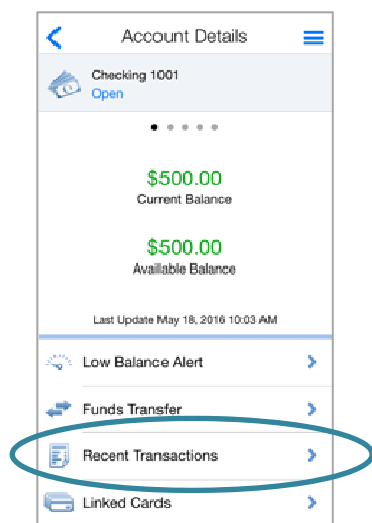 Account Details
Checking 1001
Open
$500.00
Current Balance
$500.00
Available Balance
Last Update May 18, 2016 10:03 AM
Low Balance Alert
Funds Transfer
Recent Transactions
Linked Cards